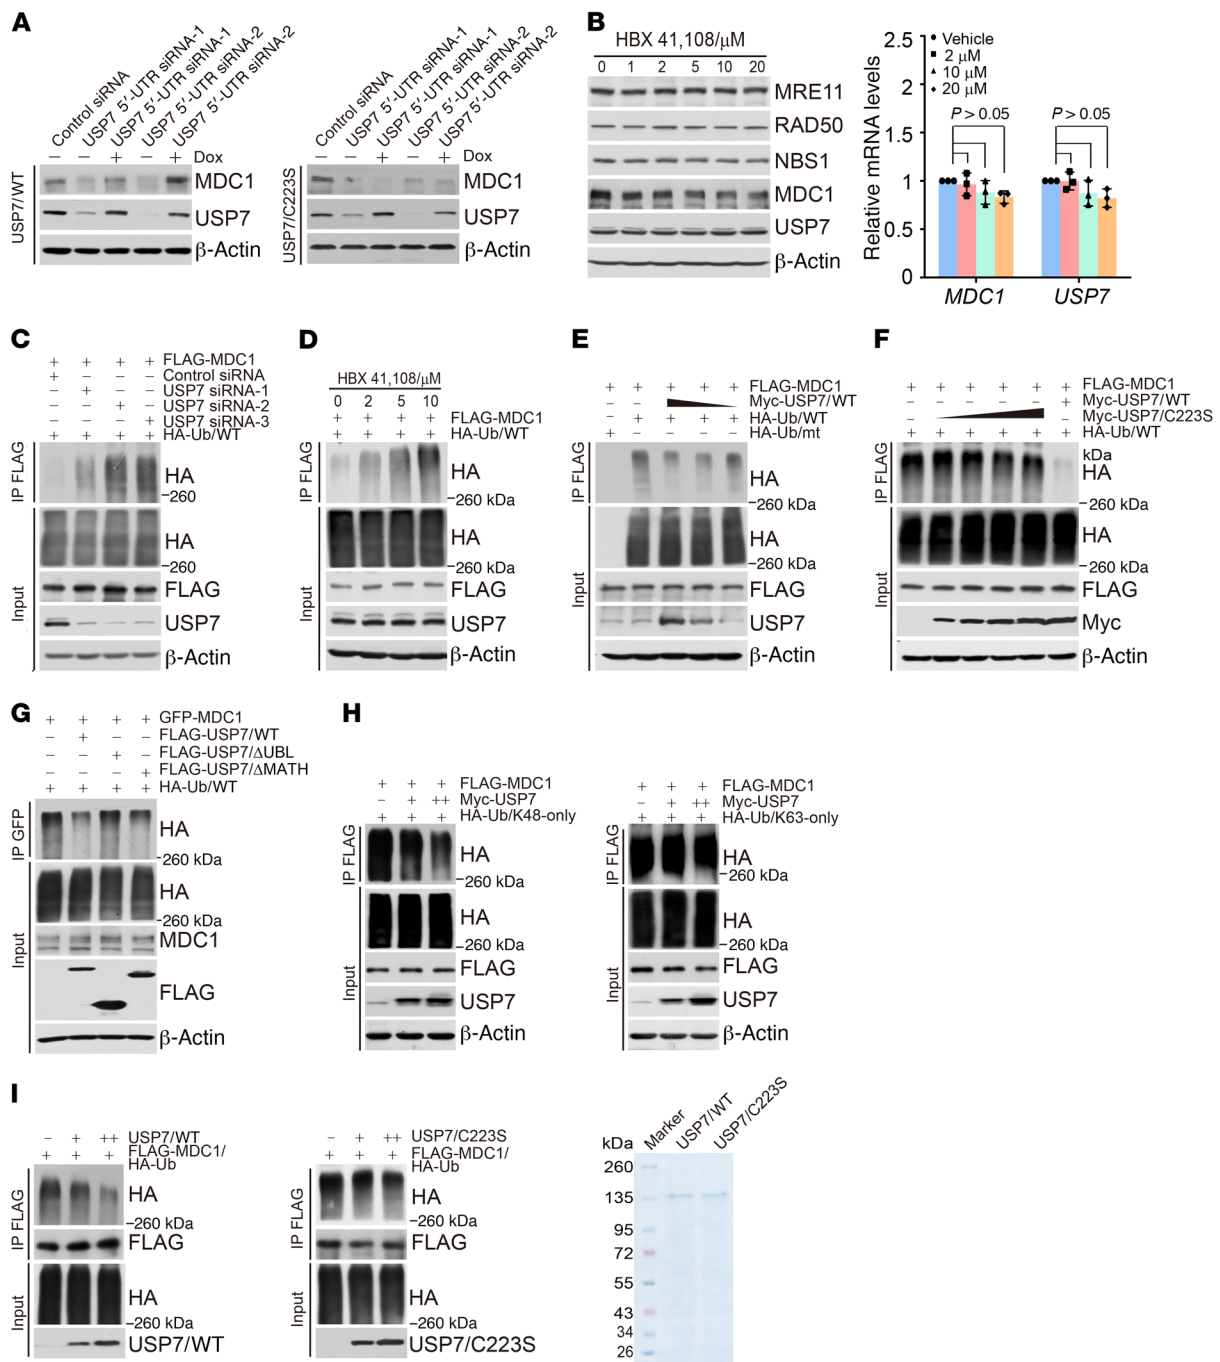 A
Control siRNA
USP7 5′-UTR siRNA-1
USP7 5′-UTR siRNA-1
USP7 5′-UTR siRNA-2
USP7 5′-UTR siRNA-2
– – + – + Dox
USP7/WT
MDC1
USP7
β-Actin
Control siRNA
USP7 5′-UTR siRNA-1
USP7 5′-UTR siRNA-1
USP7 5′-UTR siRNA-2
USP7 5′-UTR siRNA-2
– – + – + Dox
USP7/C223S
MDC1
USP7
β-Actin
B
HBX 41,108/μM
0 1 2 5 10 20
MRE11
RAD50
NBS1
MDC1
USP7
β-Actin
Relative mRNA levels
2.5
2
1.5
1
0.5
0
Vehicle
2 μM
10 μM
20 μM
P > 0.05
P > 0.05
MDC1
USP7
C
+ + + + FLAG-MDC1
+ – – – Control siRNA
– + – – USP7 siRNA-1
– – + – USP7 siRNA-2
– – – + USP7 siRNA-3
+ + + + HA-Ub/WT
IP FLAG
HA
–260
Input
HA
–260
FLAG
USP7
β-Actin
D
HBX 41,108/μM
0 2 5 10
+ + + + FLAG-MDC1
+ + + + HA-Ub/WT
IP FLAG
HA
–260 kDa
Input
HA
–260 kDa
FLAG
USP7
β-Actin
E
+ + + + + FLAG-MDC1
– – Myc-USP7/WT
– + + + + HA-Ub/WT
+ – – – – HA-Ub/mt
IP FLAG
HA
–260 kDa
Input
HA
–260 kDa
FLAG
USP7
β-Actin
F
+ + + + + + FLAG-MDC1
– – – – – + Myc-USP7/WT
– – Myc-USP7/C223S
+ + + + + + HA-Ub/WT
IP FLAG
kDa
HA
–260 kDa
Input
HA
–260 kDa
FLAG
Myc
β-Actin
G
+ + + + GFP-MDC1
– + – – FLAG-USP7/WT
– – + – FLAG-USP7/ΔUBL
– – – + FLAG-USP7/ΔMATH
+ + + + HA-Ub/WT
IP GFP
HA
–260 kDa
Input
HA
–260 kDa
MDC1
FLAG
β-Actin
H
+ + + FLAG-MDC1
– + ++ Myc-USP7
+ + + HA-Ub/K48-only
IP FLAG
HA
–260 kDa
Input
HA
–260 kDa
FLAG
USP7
β-Actin
+ + + FLAG-MDC1
– + ++ Myc-USP7
+ + + HA-Ub/K63-only
IP FLAG
HA
–260 kDa
Input
HA
–260 kDa
FLAG
USP7
β-Actin
I
– + ++ USP7/WT
+ + + FLAG-MDC1/
HA-Ub
IP FLAG
HA
–260 kDa
FLAG
Input
HA
–260 kDa
USP7/WT
– + ++ USP7/C223S
+ + + FLAG-MDC1/
HA-Ub
IP FLAG
HA
–260 kDa
FLAG
Input
HA
–260 kDa
USP7/C223S
kDa
Marker
USP7/WT
USP7/C223S
260
135
95
72
55
43
34
26